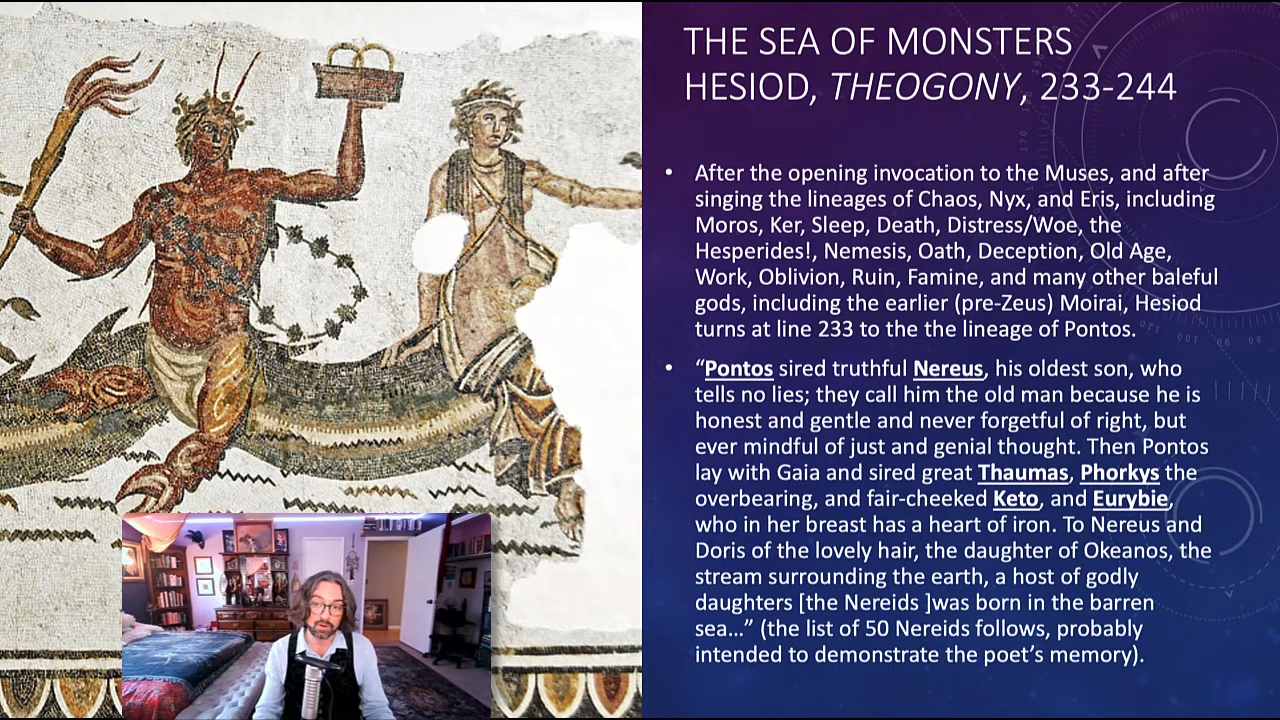 THE SEA OF MONSTERS
HESIOD, THEOGONY, 233-244
• After the opening invocation to the Muses, and after
singing the lineages of Chaos, Nyx, and Eris, including
Moros, Ker, Sleep, Death, Distress/Woe, the
Hesperides!, Nemesis, Oath, Deception, Old Age,
Work, Oblivion, Ruin, Famine, and many other baleful
gods, including the earlier (pre-Zeus) Moirai, Hesiod
turns at line 233 to the the lineage of Pontos.
• “Pontos sired truthful Nereus, his oldest son, who
tells no lies; they call him the old man because he is
honest and gentle and never forgetful of right, but
ever mindful of just and genial thought. Then Pontos
lay with Gaia and sired great Thaumas, Phorkys the
overbearing, and fair-cheeked Keto, and Eurybie,
who in her breast has a heart of iron. To Nereus and
Doris of the lovely hair, the daughter of Okeanos, the
stream surrounding the earth, a host of godly
daughters [the Nereids ]was born in the barren
sea…” (the list of 50 Nereids follows, probably
intended to demonstrate the poet’s memory).